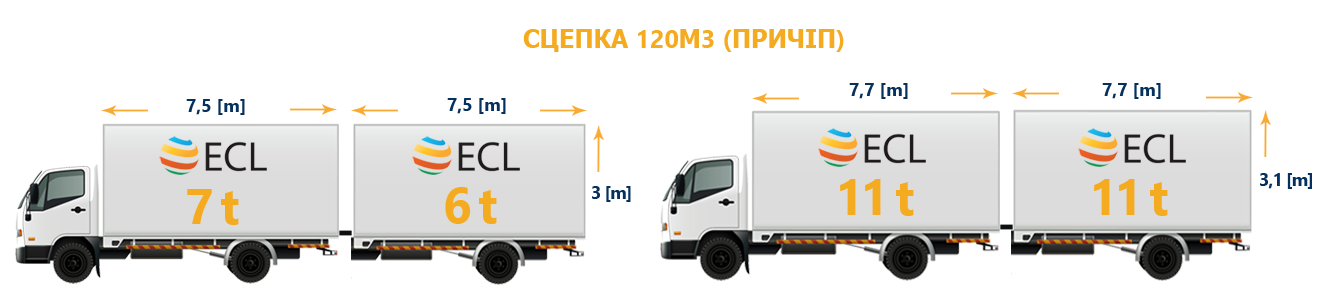 СЦЕПКА 120М3 (ПРИЧІП)
7,5 [m]
7,5 [m]
7,7 [m]
7,7 [m]
ECL
7 t
ECL
6 t
3 [m]
ECL
11 t
ECL
11 t
3,1 [m]